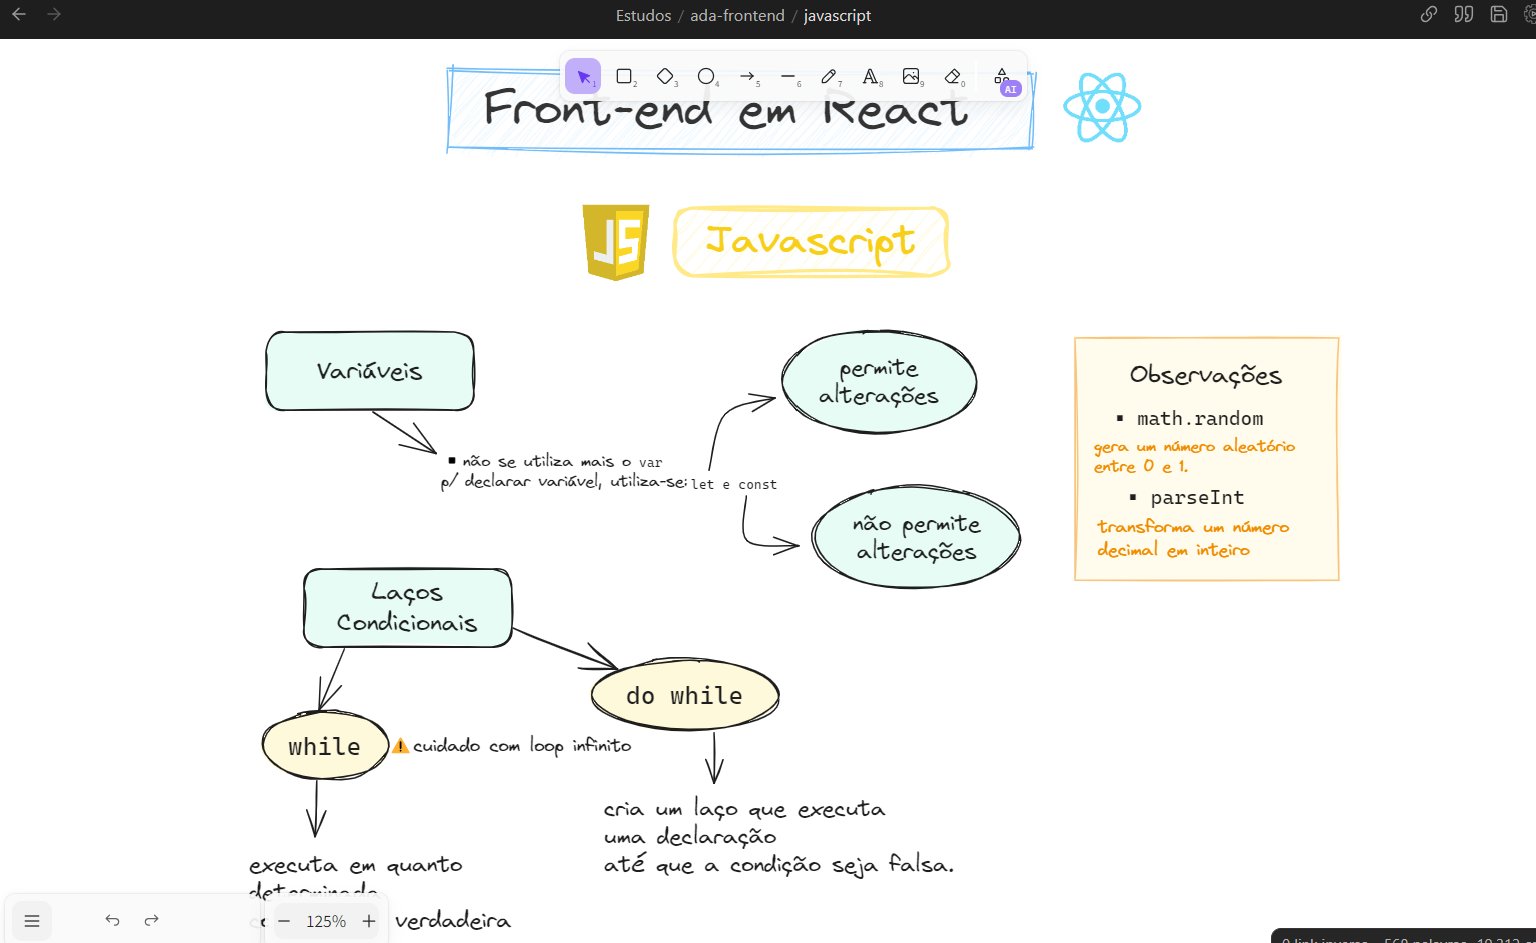 Estudos / ada-frontend / javascript
1 2 3 4 5 6 7 8 9 0 AI
Front-end em React
JS
Javascript
Variáveis
▪ não se utiliza mais o var
p/ declarar variável, utiliza-se: let e const
permite
alterações
não permite
alterações
Observações
▪ math.random
gera um número aleatório
entre 0 e 1.
▪ parseInt
transforma um número
decimal em inteiro
Laços
Condicionais
do while
while
⚠ cuidado com loop infinito
cria um laço que executa
uma declaração
até que a condição seja falsa.
executa em quanto
verdadeira
125%